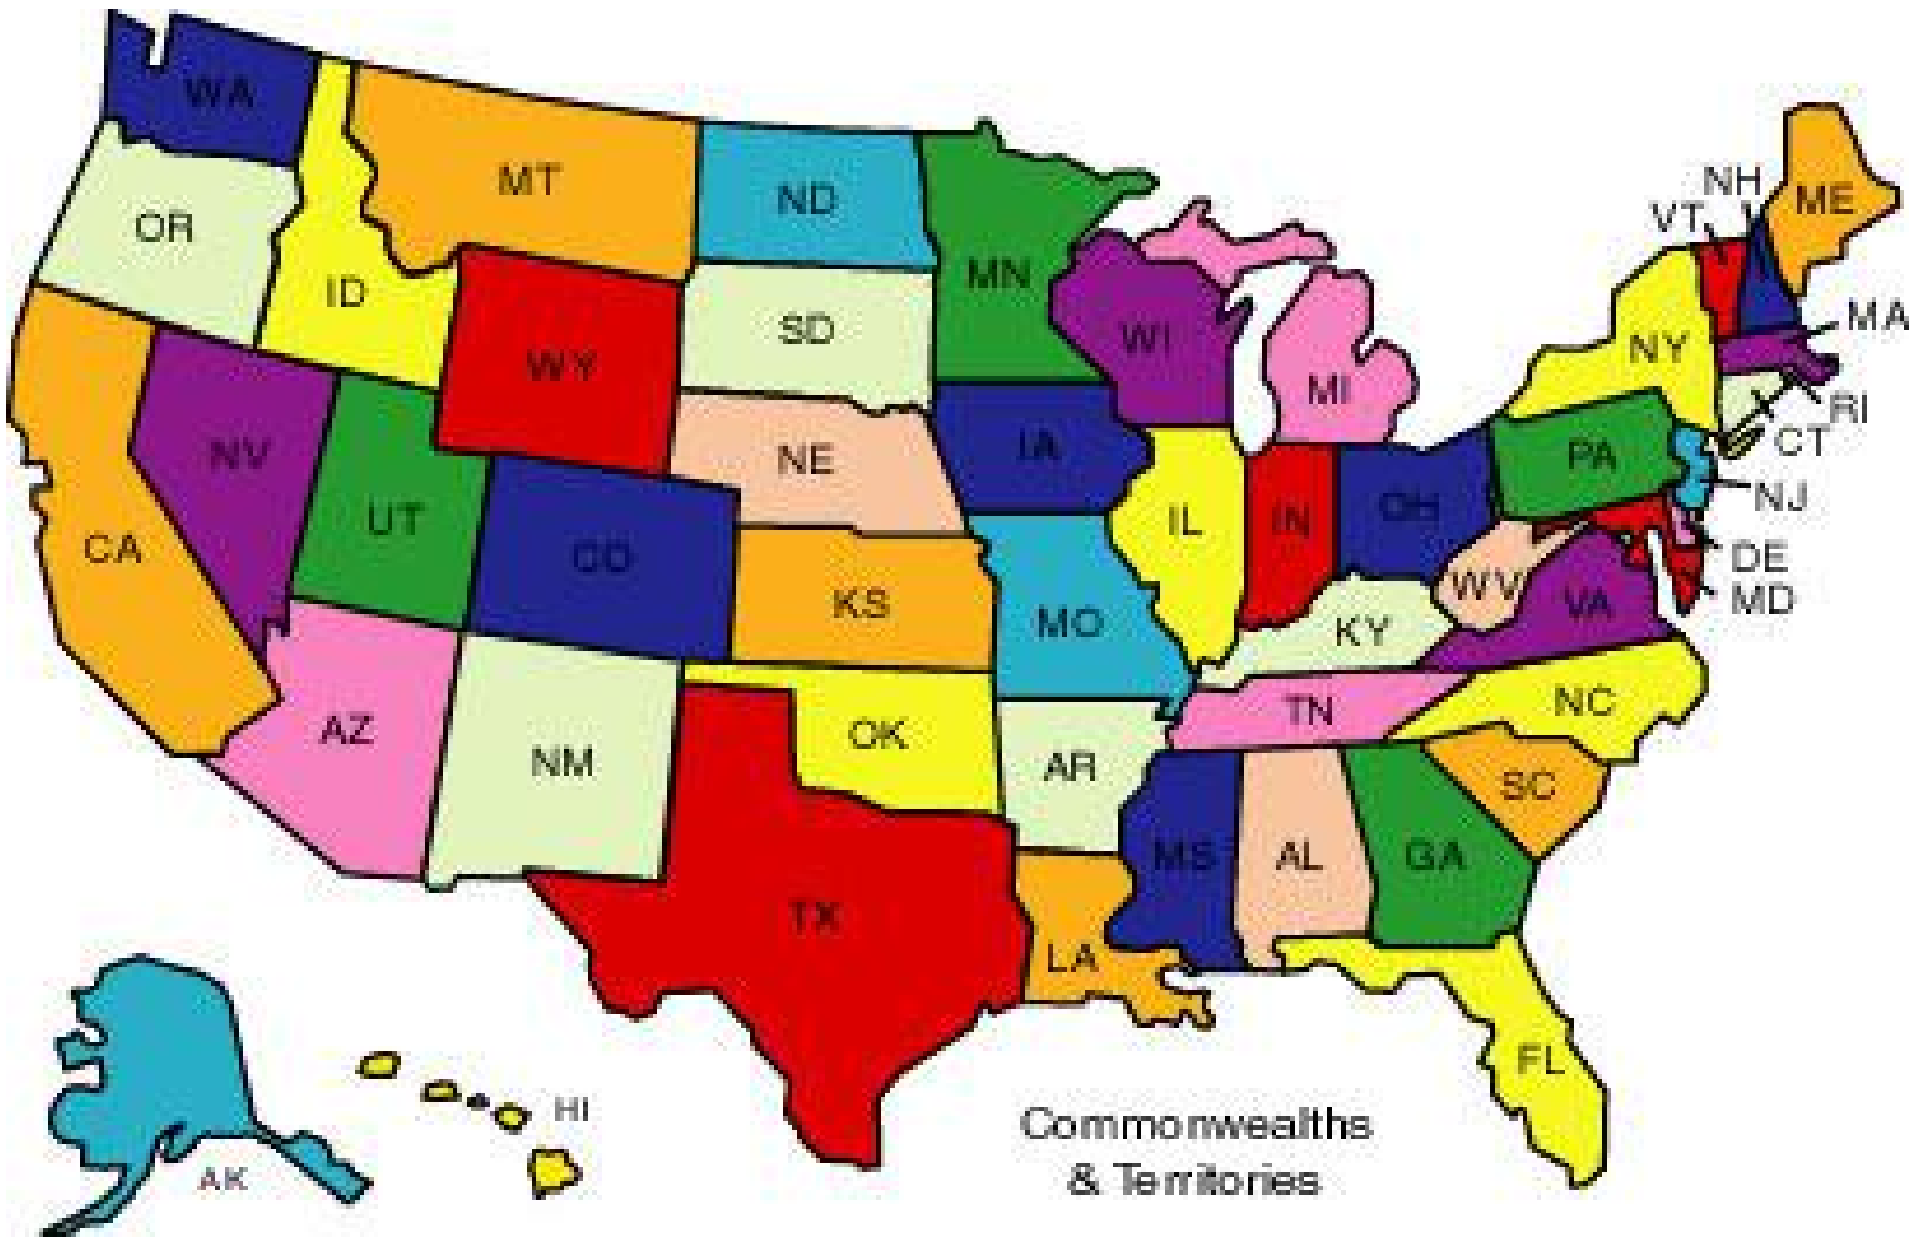 WA
OR
MT
ID
ND
SD
MN
WY
WI
MI
NH
VT
ME
NY
MA
RI
CT
NJ
DE
MD
NE
IA
IL
IN
OH
PA
CA
NV
UT
CO
KS
MO
KY
WV
VA
AZ
NM
OK
AR
TN
NC
SC
TX
LA
MS
AL
GA
FL
AK
HI
Commonwealths
& Territories